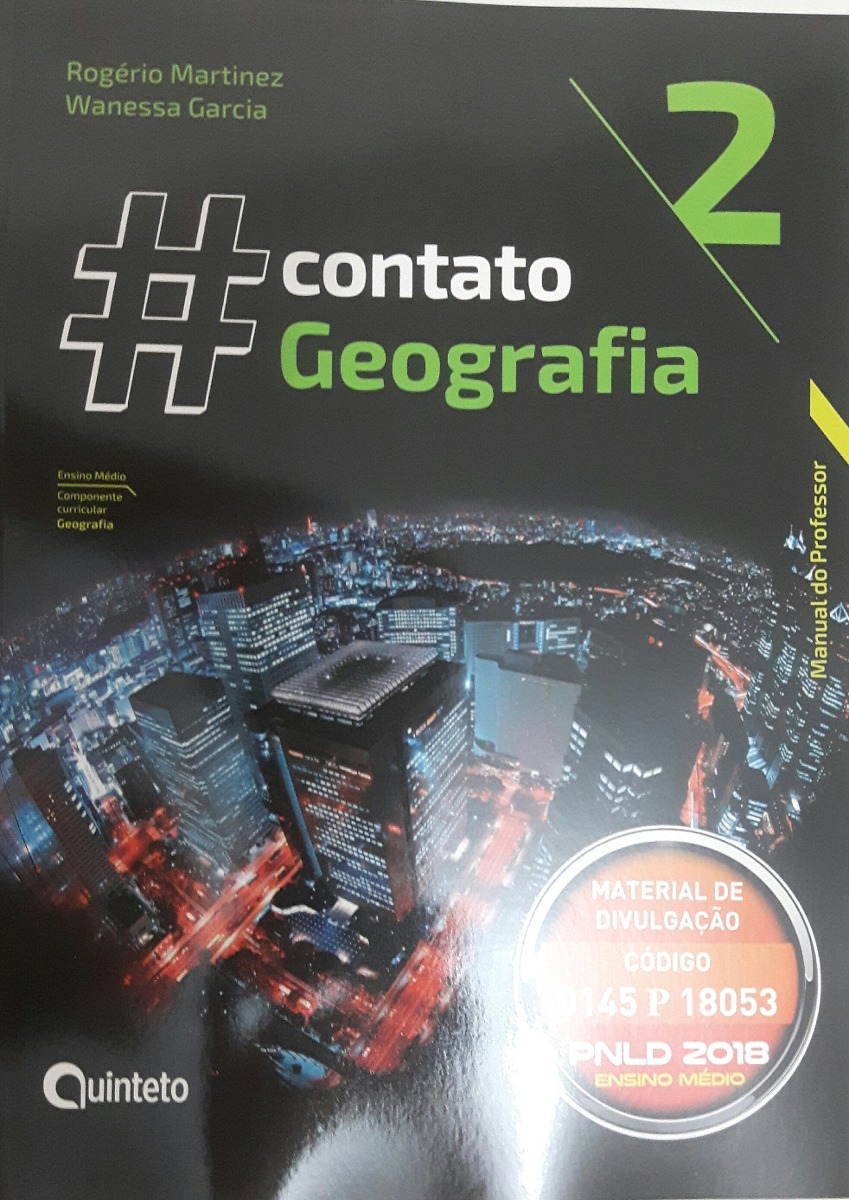 Rogério Martinez
Wanessa Garcia
2
#contato
Geografia
Ensino Médio
Componente
curricular
Geografia
Manual do Professor
MATERIAL DE
DIVULGAÇÃO
CÓDIGO
0145 P 18053
PNLD 2018
ENSINO MÉDIO
Quinteto